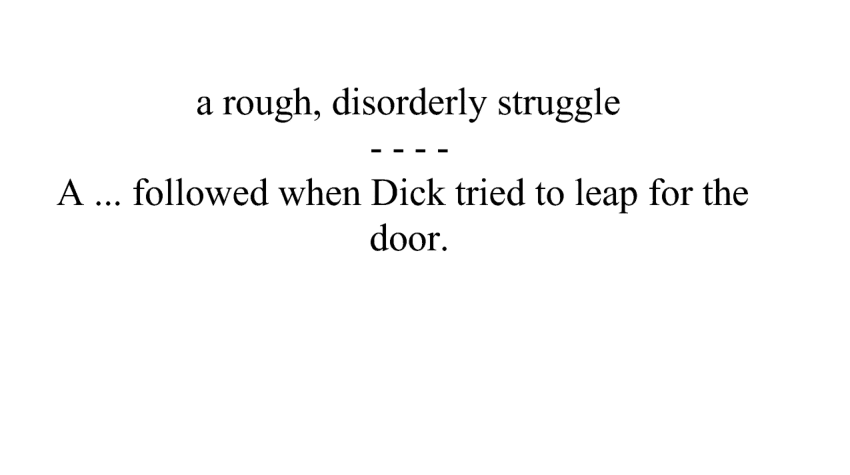 a rough, disorderly struggle
- - - -
A ... followed when Dick tried to leap for the
door.